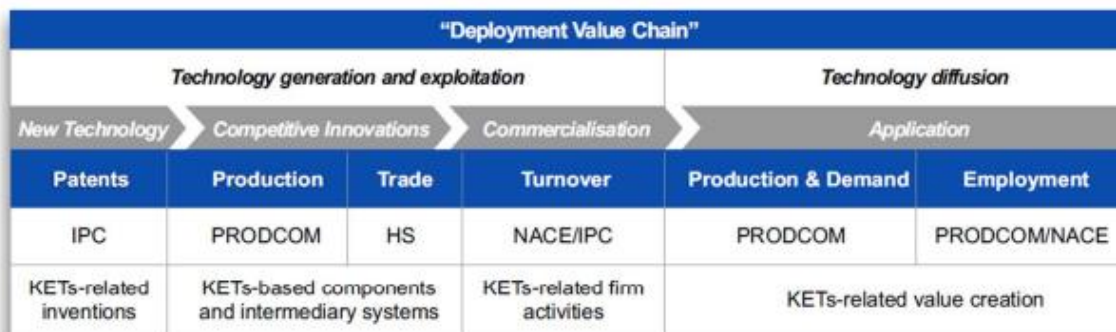 “Deployment Value Chain”
Technology generation and exploitation Technology diffusion
New Technology Competitive Innovations Commercialisation Application
Patents Production Trade Turnover Production & Demand Employment
IPC PRODCOM HS NACE/IPC PRODCOM PRODCOM/NACE
KETs-related inventions KETs-based components and intermediary systems KETs-related firm activities KETs-related value creation